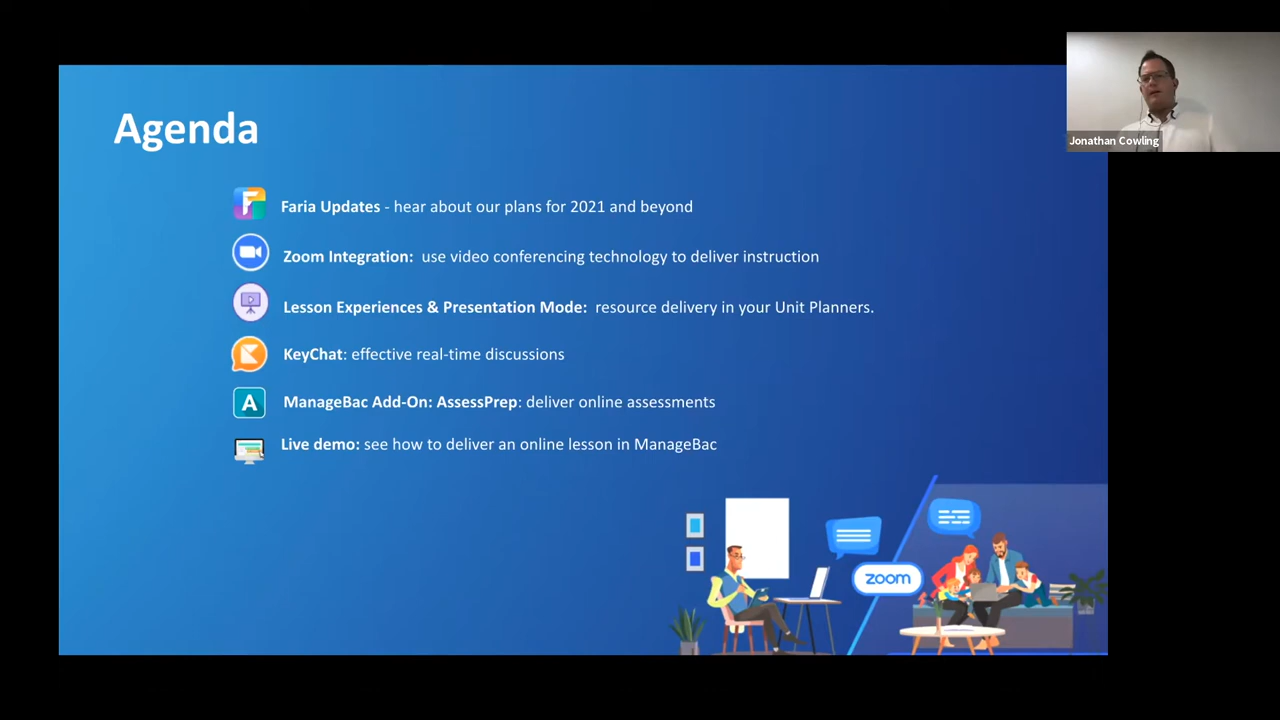 Agenda
Faria Updates - hear about our plans for 2021 and beyond
Zoom Integration: use video conferencing technology to deliver instruction
Lesson Experiences & Presentation Mode: resource delivery in your Unit Planners.
KeyChat: effective real-time discussions
A ManageBac Add-On: AssessPrep: deliver online assessments
Live demo: see how to deliver an online lesson in ManageBac
zoom
Jonathan Cowling